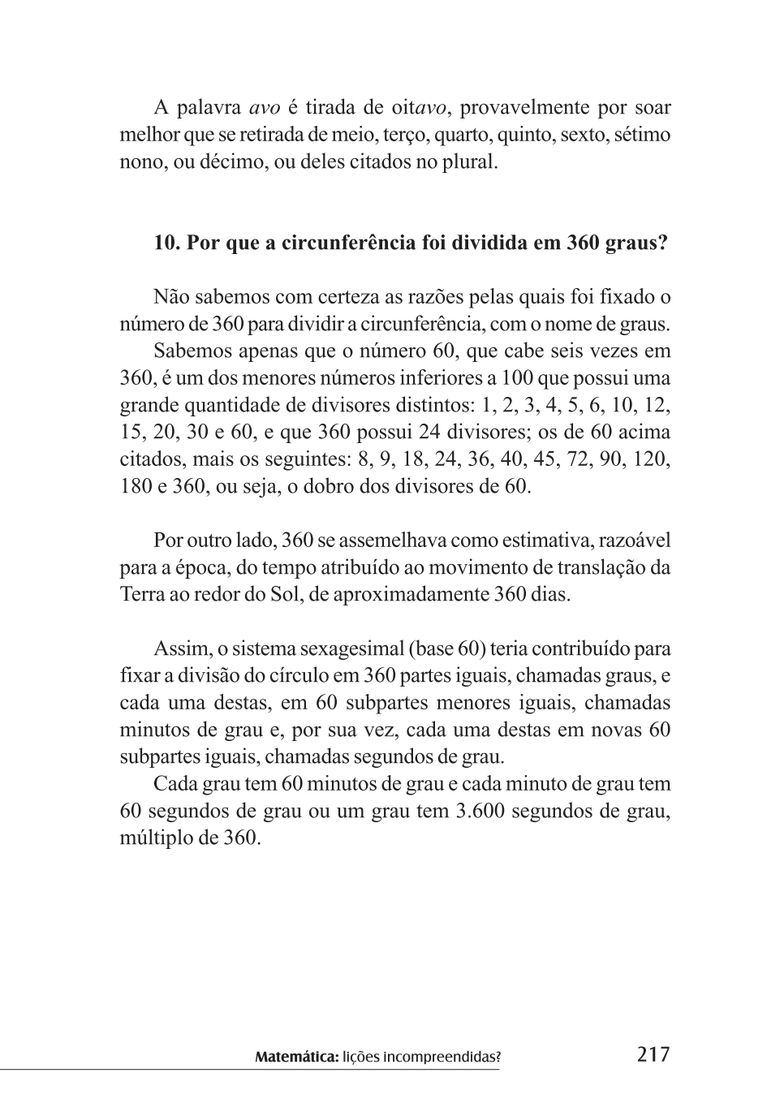 A palavra avo é tirada de oitavo, provavelmente por soar
melhor que se retirada de meio, terço, quarto, quinto, sexto, sétimo
nono, ou décimo, ou deles citados no plural.
10. Por que a circunferência foi dividida em 360 graus?
Não sabemos com certeza as razões pelas quais foi fixado o
número de 360 para dividir a circunferência, com o nome de graus.
Sabemos apenas que o número 60, que cabe seis vezes em
360, é um dos menores números inferiores a 100 que possui uma
grande quantidade de divisores distintos: 1, 2, 3, 4, 5, 6, 10, 12,
15, 20, 30 e 60, e que 360 possui 24 divisores; os de 60 acima
citados, mais os seguintes: 8, 9, 18, 24, 36, 40, 45, 72, 90, 120,
180 e 360, ou seja, o dobro dos divisores de 60.
Por outro lado, 360 se assemelhava como estimativa, razoável
para a época, do tempo atribuído ao movimento de translação da
Terra ao redor do Sol, de aproximadamente 360 dias.
Assim, o sistema sexagesimal (base 60) teria contribuído para
fixar a divisão do círculo em 360 partes iguais, chamadas graus, e
cada uma destas, em 60 subpartes menores iguais, chamadas
minutos de grau e, por sua vez, cada uma destas em novas 60
subpartes iguais, chamadas segundos de grau.
Cada grau tem 60 minutos de grau e cada minuto de grau tem
60 segundos de grau ou um grau tem 3.600 segundos de grau,
múltiplo de 360.
Matemática: lições incompreendidas? 217